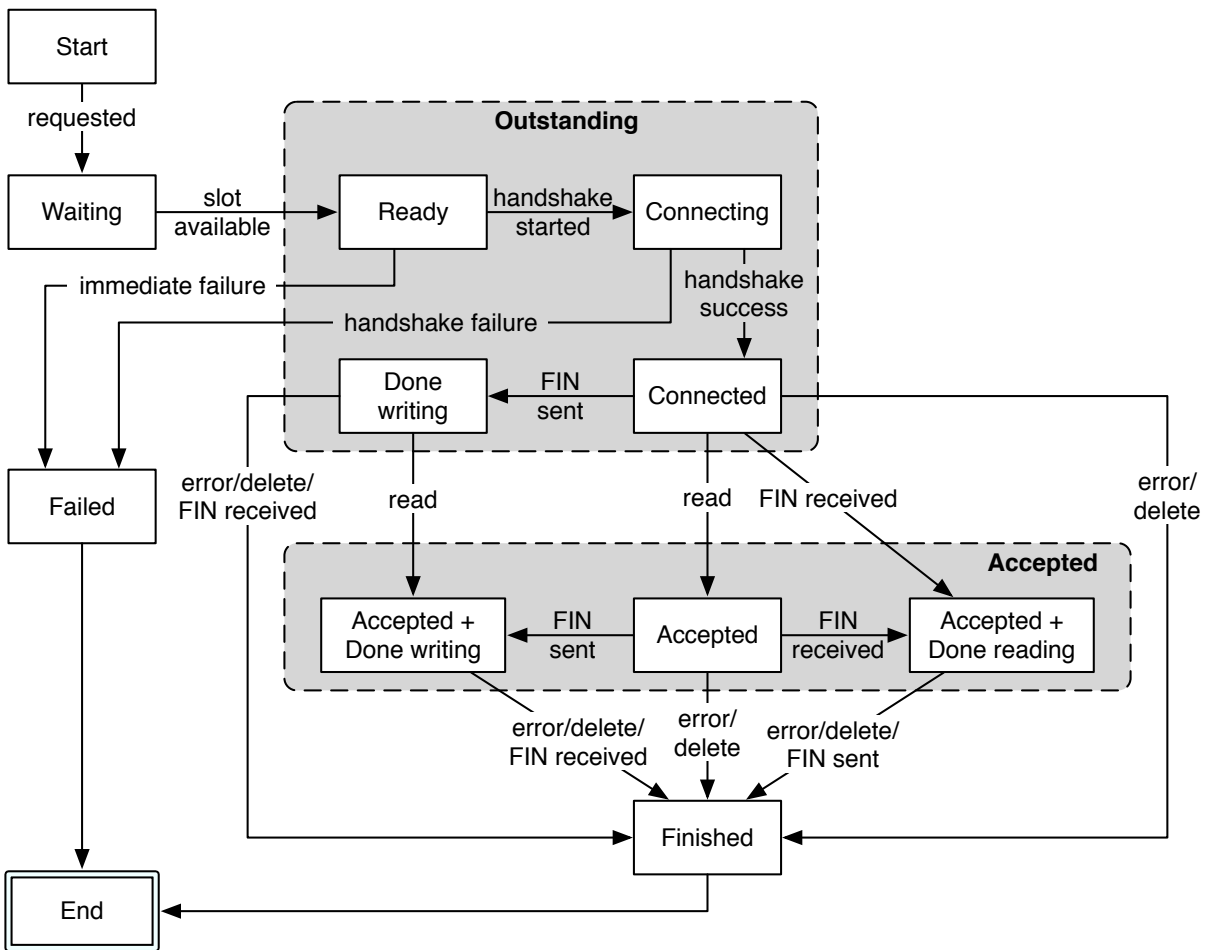 Start
requested
Outstanding
Waiting
slot
available
Ready
handshake
started
Connecting
immediate failure
handshake
success
handshake failure
Done
writing
FIN
sent
Connected
Failed
error/delete/
FIN received
read
read
FIN received
error/
delete
Accepted
Accepted +
Done writing
FIN
sent
Accepted
FIN
received
Accepted +
Done reading
error/delete/
FIN received
error/
delete
error/delete/
FIN sent
Finished
End